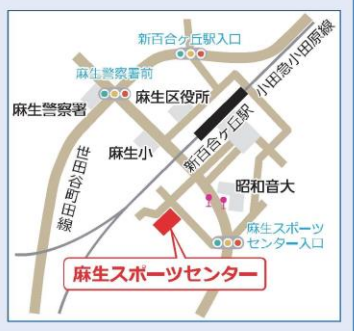 新百合ヶ丘駅入口
小田急小田原線
麻生警察署前
麻生区役所
麻生警察署
新百合ヶ丘駅
麻生小
世田谷町田線
昭和音大
麻生スポーツ
センター入口
麻生スポーツセンター